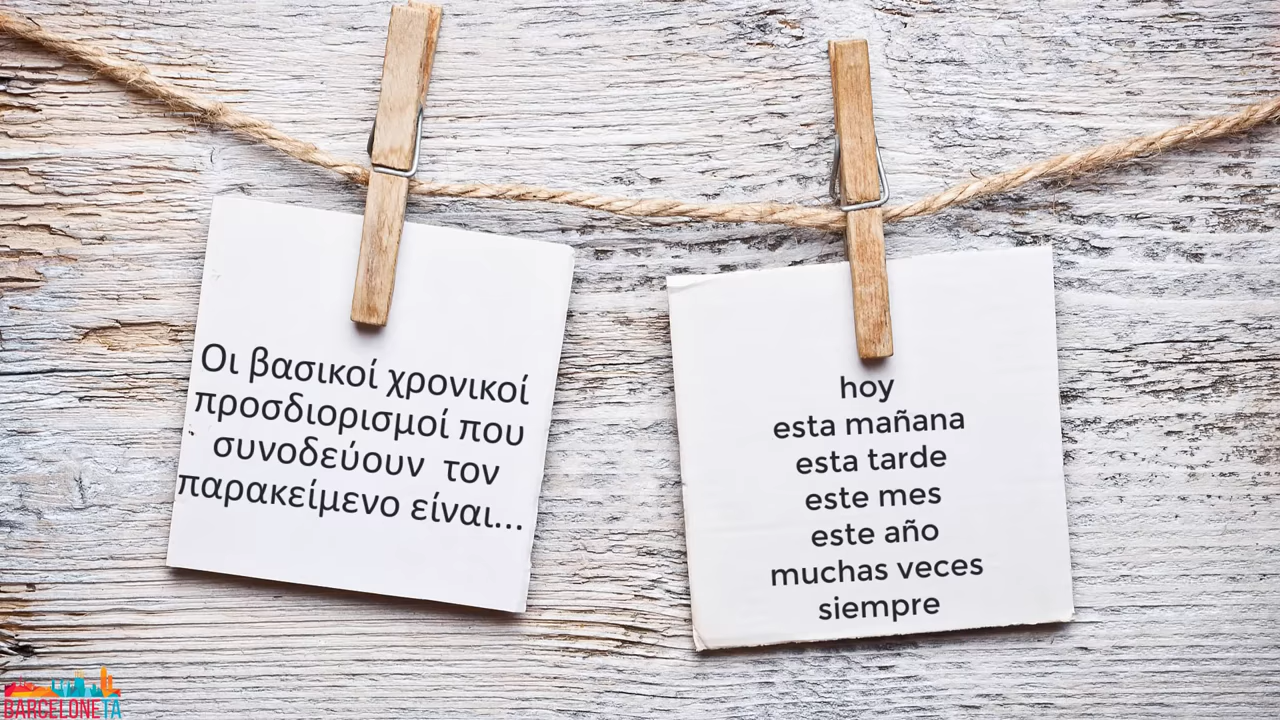 Οι βασικοί χρονικοί
προσδιορισμοί που
συνοδεύουν τον
παρακείμενο είναι...
hoy
esta mañana
esta tarde
este mes
este año
muchas veces
siempre
BARCELONETA